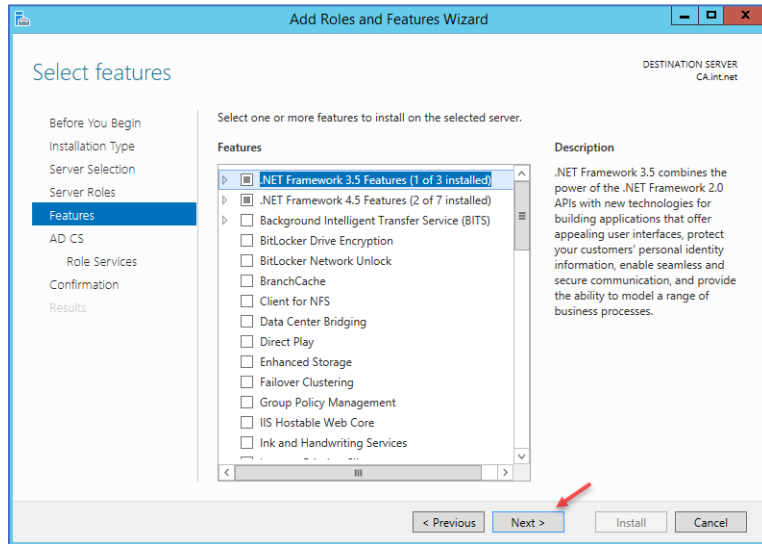 Add Roles and Features Wizard
Select features
DESTINATION SERVER
CA.int.net
Before You Begin
Installation Type
Server Selection
Server Roles
Features
AD CS
Role Services
Confirmation
Results
Select one or more features to install on the selected server.
Features
.NET Framework 3.5 Features (1 of 3 installed)
.NET Framework 4.5 Features (2 of 7 installed)
Background Intelligent Transfer Service (BITS)
BitLocker Drive Encryption
BitLocker Network Unlock
BranchCache
Client for NFS
Data Center Bridging
Direct Play
Enhanced Storage
Failover Clustering
Group Policy Management
IIS Hostable Web Core
Ink and Handwriting Services
Description
.NET Framework 3.5 combines the
power of the .NET Framework 2.0
APIs with new technologies for
building applications that offer
appealing user interfaces, protect
your customers' personal identity
information, enable seamless and
secure communication, and provide
the ability to model a range of
business processes.
< Previous
Next >
Install
Cancel